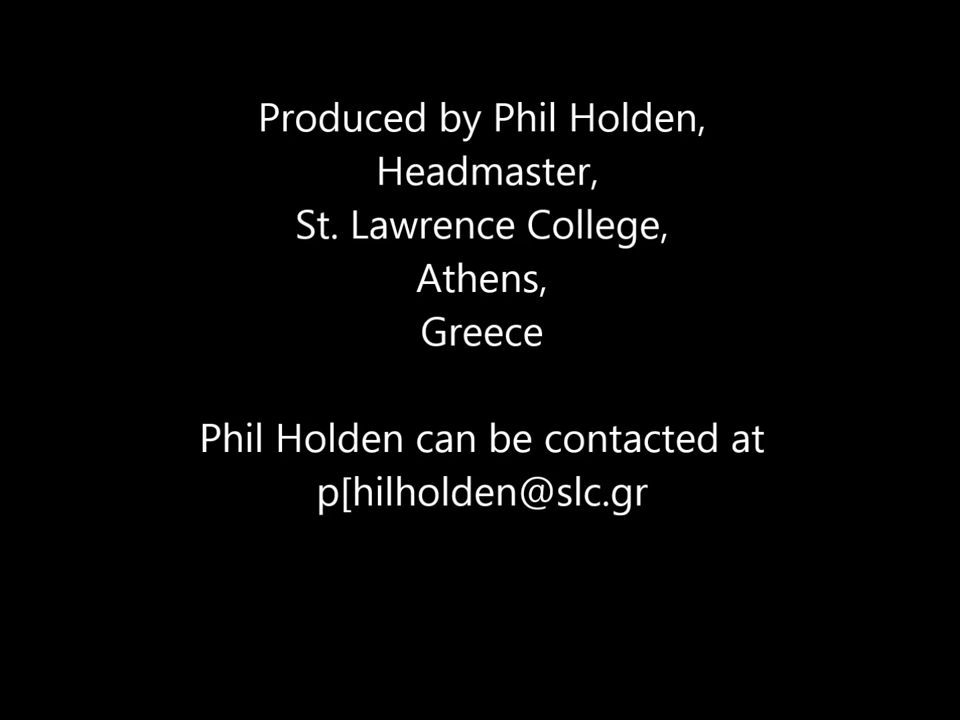 Produced by Phil Holden,
Headmaster,
St. Lawrence College,
Athens,
Greece
Phil Holden can be contacted at
p[hilholden@slc.gr